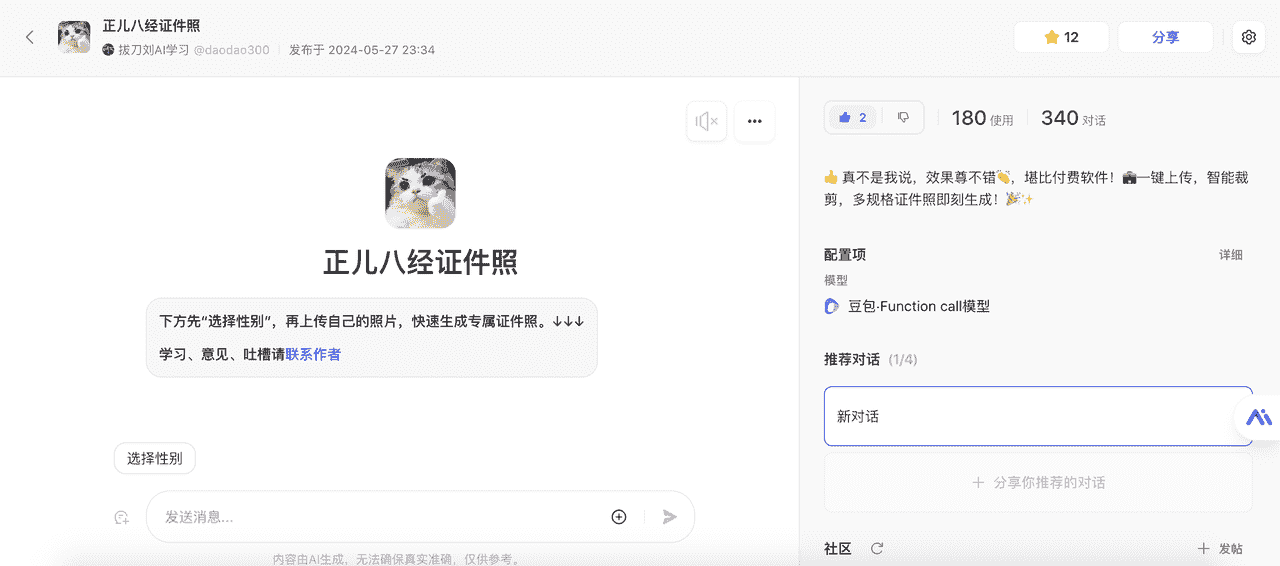 正儿八经证件照
拔刀刘AI学习 @daodao300 发布于 2024-05-27 23:34
12
分享
2
180 使用
340 对话
👍真不是我说，效果尊不错👏，堪比付费软件！💼一键上传，智能裁
剪，多规格证件照即刻生成！🎉✨
正儿八经证件照
下方先“选择性别”，再上传自己的照片，快速生成专属证件照。↓↓↓
学习、意见、吐槽请联系作者
配置项
详细
模型
豆包·Function call模型
推荐对话 (1/4)
新对话
+ 分享你推荐的对话
选择性别
发送消息...
内容由AI生成，无法确保真实准确，仅供参考。
社区
+ 发帖